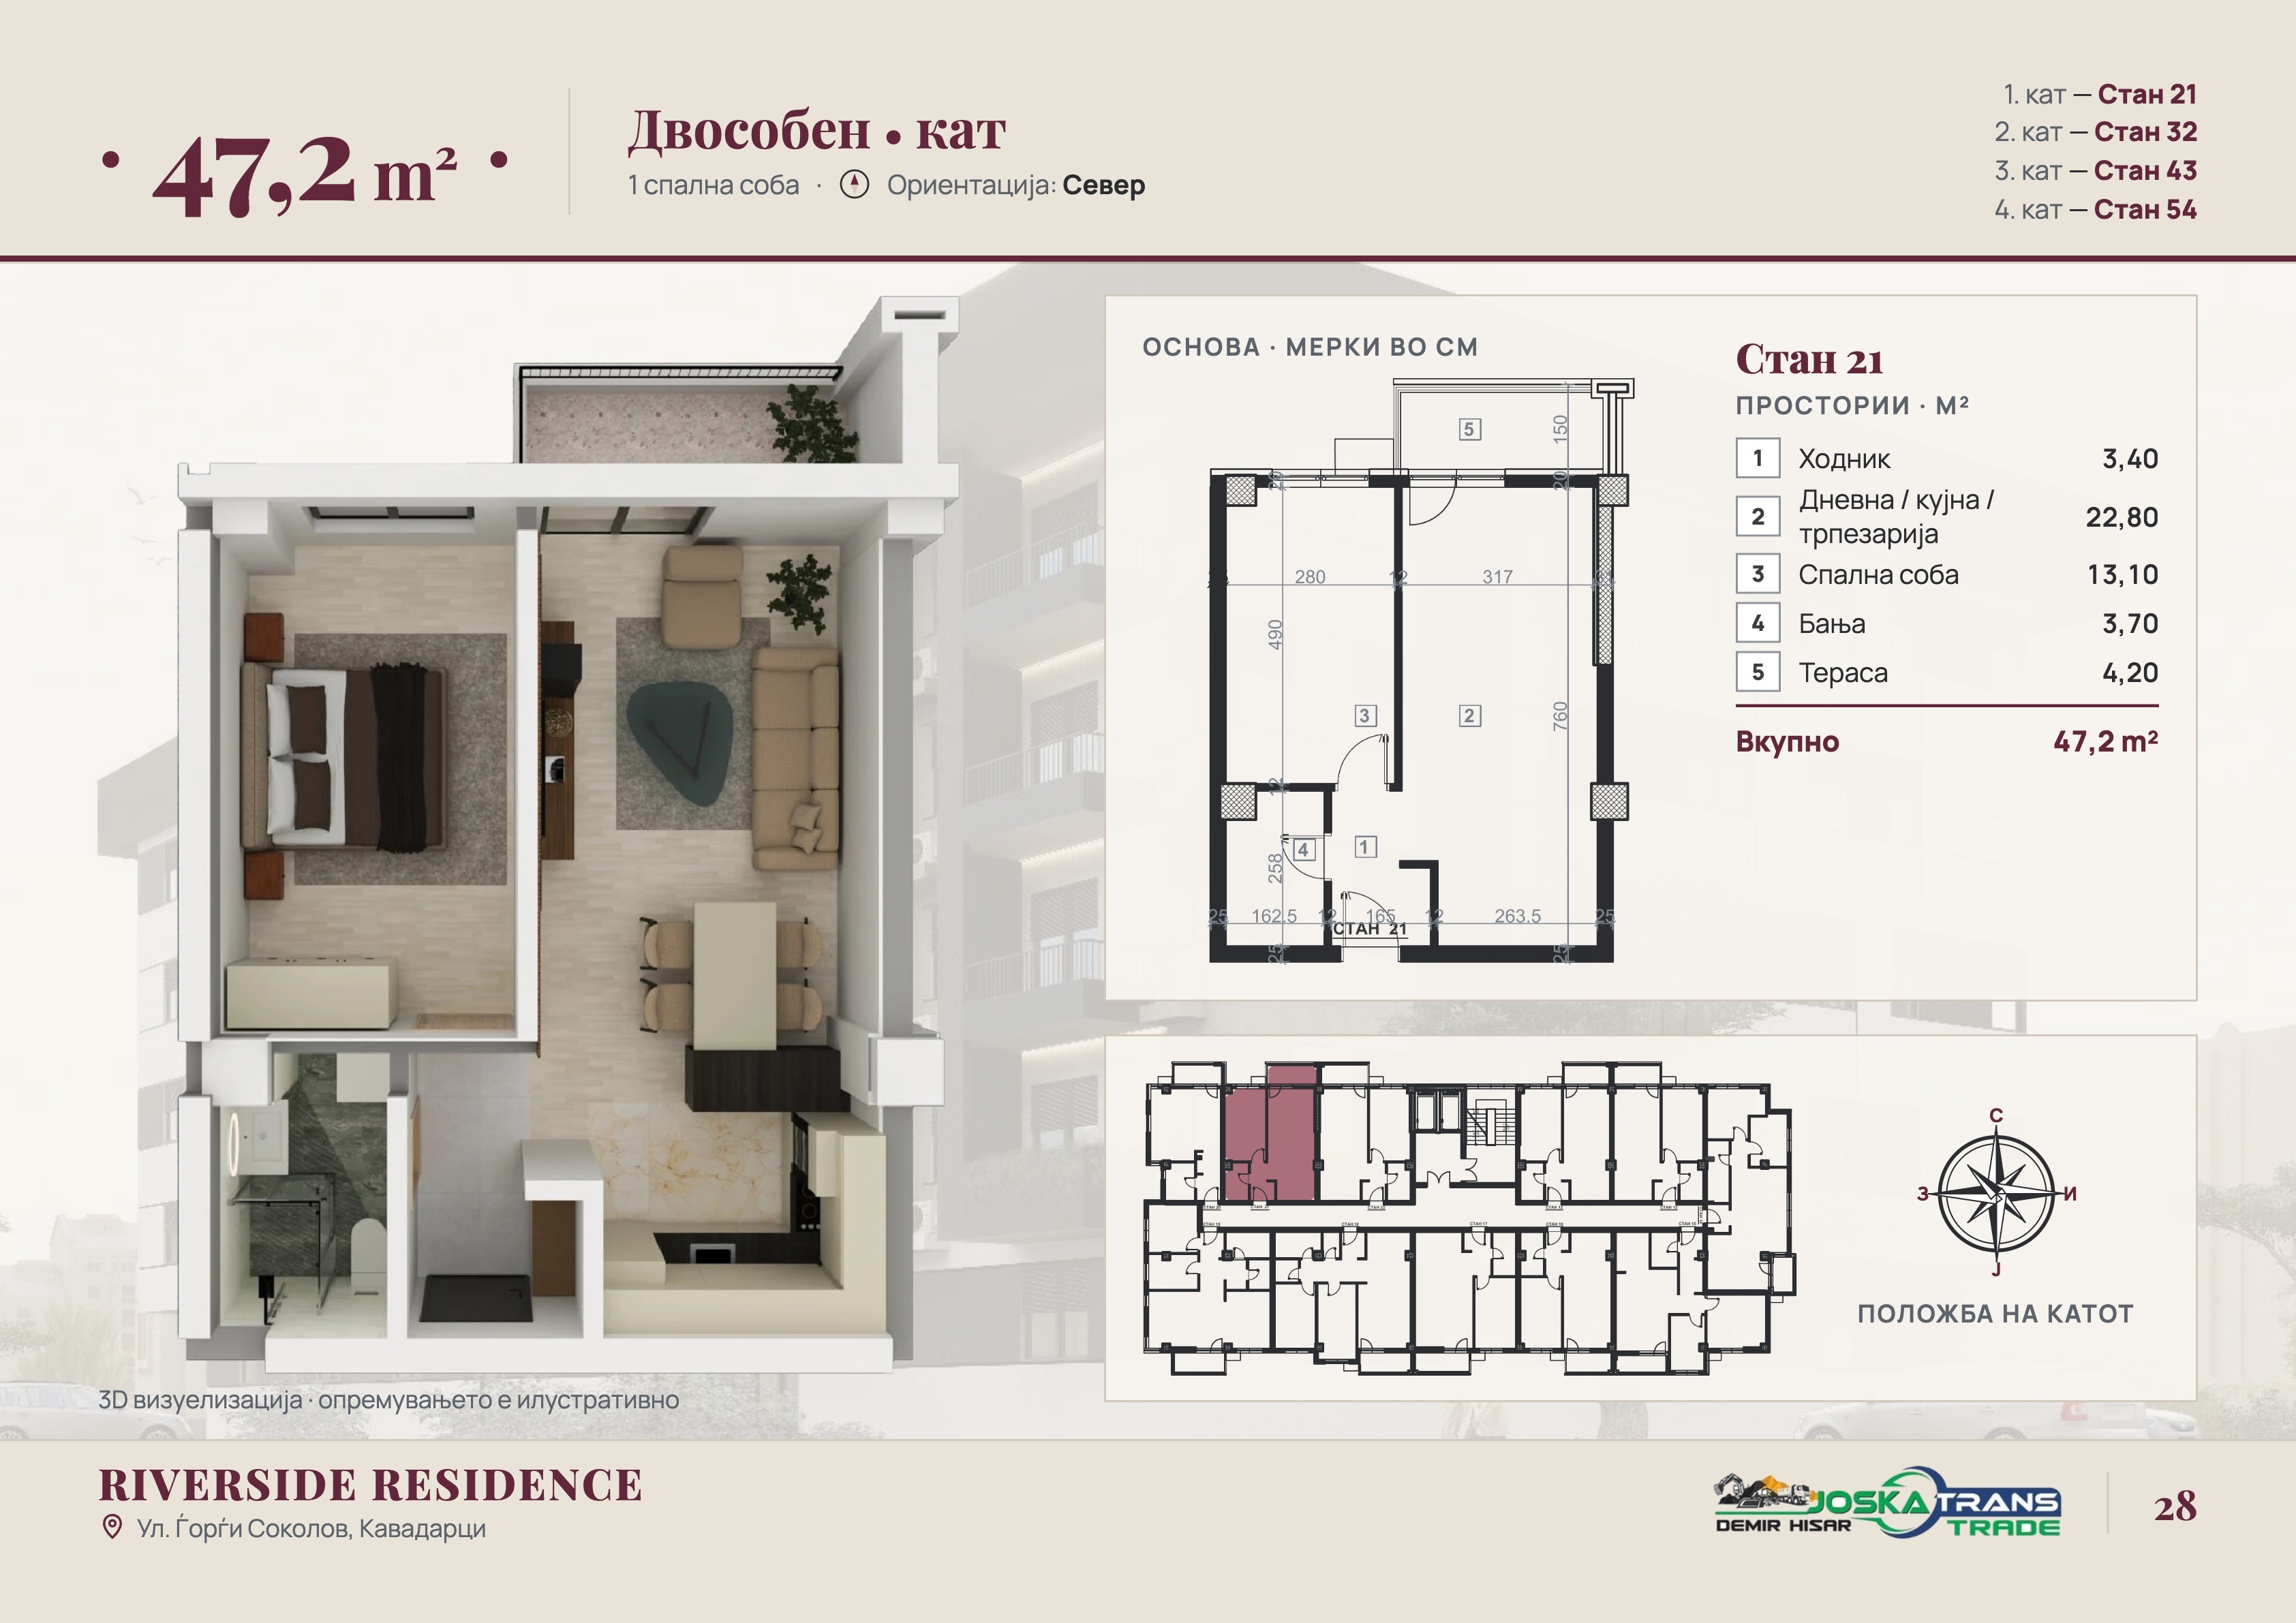 47,2 m²
Двособен • кат
1 спална соба · Ориентација: Север
1. кат — Стан 21
2. кат — Стан 32
3. кат — Стан 43
4. кат — Стан 54
ОСНОВА · МЕРКИ ВО СМ
5
150
20
20
280
12
317
490
3
2
760
12
4
1
258
25
162.5
12
165
12
263.5
25
СТАН 21
25
25
Стан 21
ПРОСТОРИИ · М²
1 Ходник 3,40
2 Дневна / кујна / трпезарија 22,80
3 Спална соба 13,10
4 Бања 3,70
5 Тераса 4,20
Вкупно 47,2 m²
С
З
И
Ј
ПОЛОЖБА НА КАТОТ
3D визуелизација · опремувањето е илустративно
RIVERSIDE RESIDENCE
Ул. Ѓорѓи Соколов, Кавадарци
JOSKA TRANS
DEMIR HISAR TRADE
28